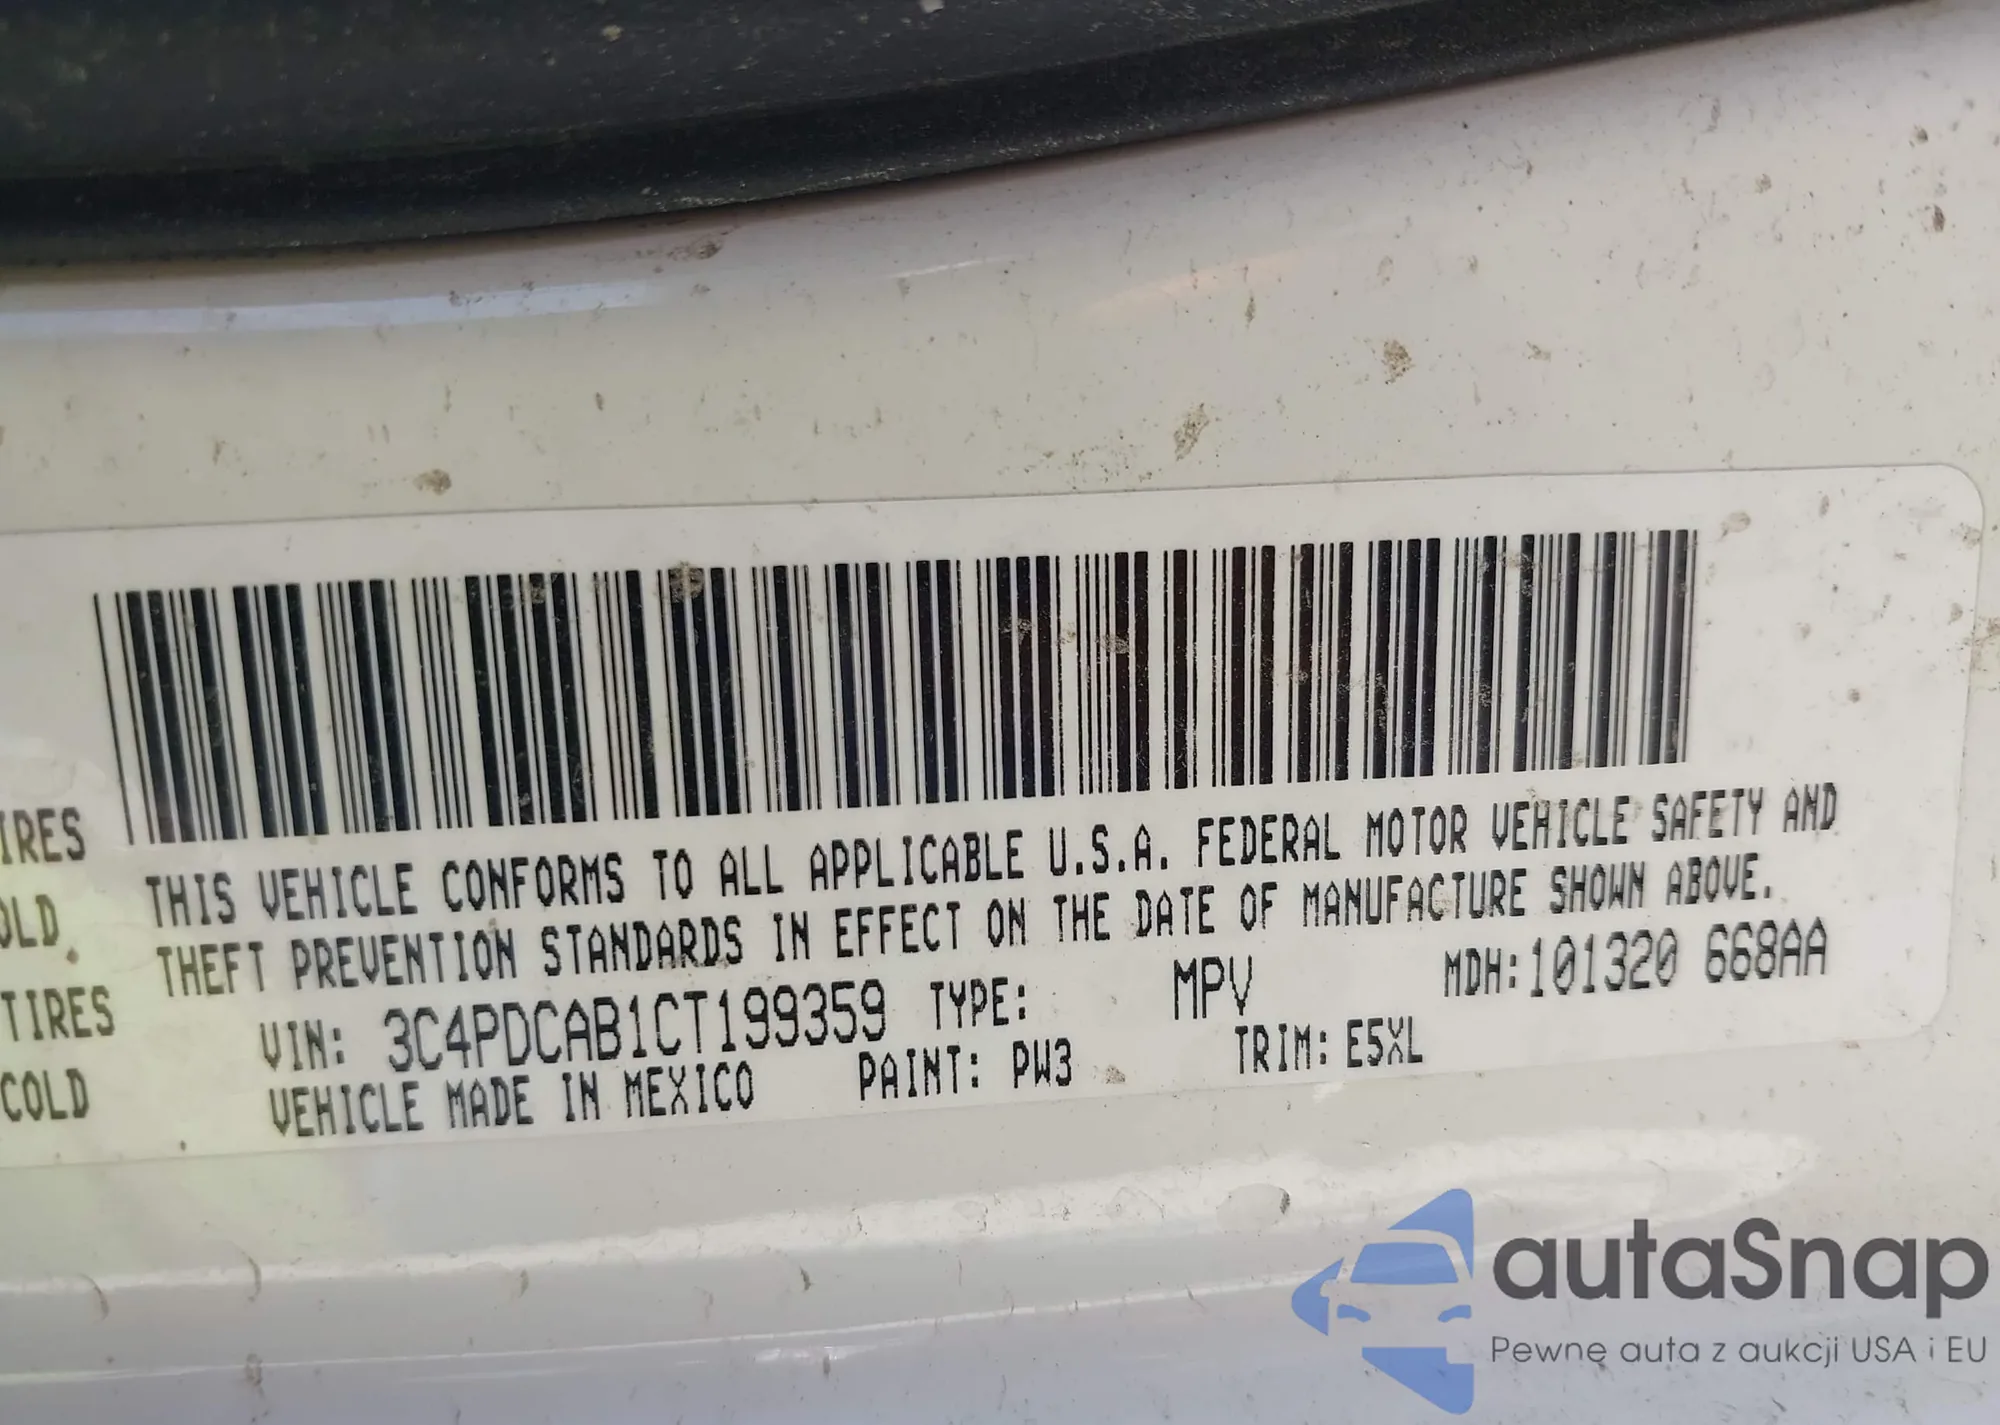 IRES
OLD
TIRES
COLD
THIS VEHICLE CONFORMS TO ALL APPLICABLE U.S.A. FEDERAL MOTOR VEHICLE SAFETY AND
THEFT PREVENTION STANDARDS IN EFFECT ON THE DATE OF MANUFACTURE SHOWN ABOVE.
VIN: 3C4PDCAB1CT199359 TYPE: MPV MDH:101320 668AA
VEHICLE MADE IN MEXICO PAINT: PW3 TRIM: E5XL
autaSnap
Pewne auta z aukcji USA i EU